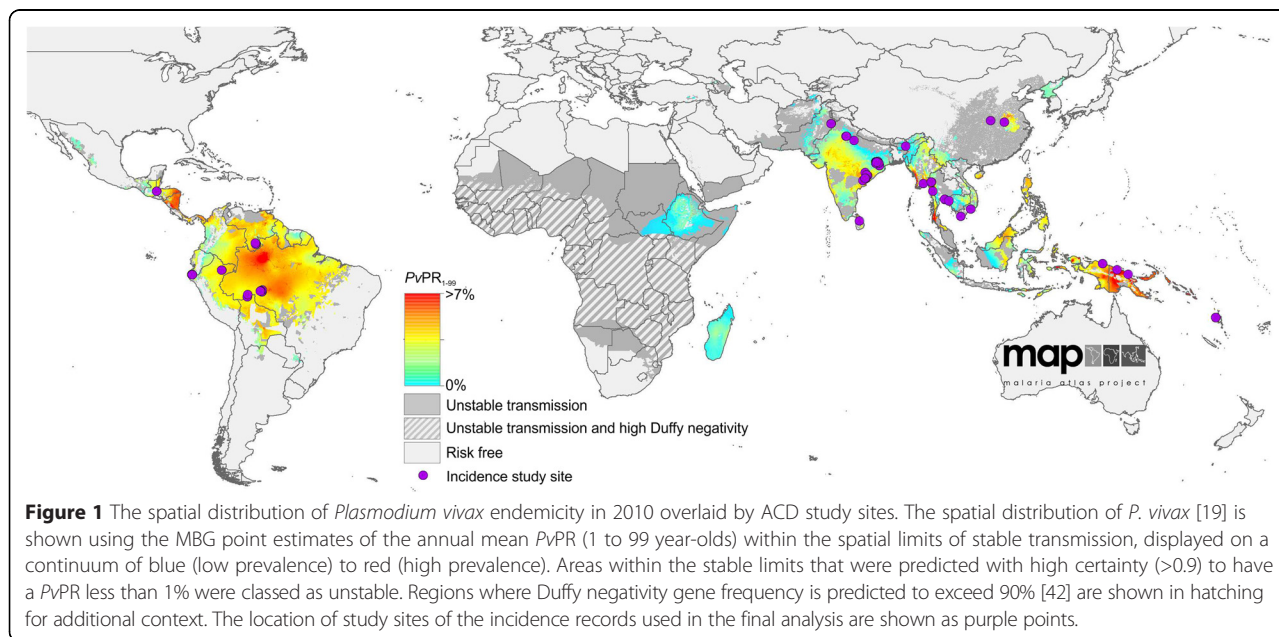 PvPR1-99
>7%
0%
Unstable transmission
Unstable transmission and high Duffy negativity
Risk free
Incidence study site
map
malaria atlas project
Figure 1 The spatial distribution of Plasmodium vivax endemicity in 2010 overlaid by ACD study sites. The spatial distribution of P. vivax [19] is
shown using the MBG point estimates of the annual mean PvPR (1 to 99 year-olds) within the spatial limits of stable transmission, displayed on a
continuum of blue (low prevalence) to red (high prevalence). Areas within the stable limits that were predicted with high certainty (>0.9) to have
a PvPR less than 1% were classed as unstable. Regions where Duffy negativity gene frequency is predicted to exceed 90% [42] are shown in hatching
for additional context. The location of study sites of the incidence records used in the final analysis are shown as purple points.